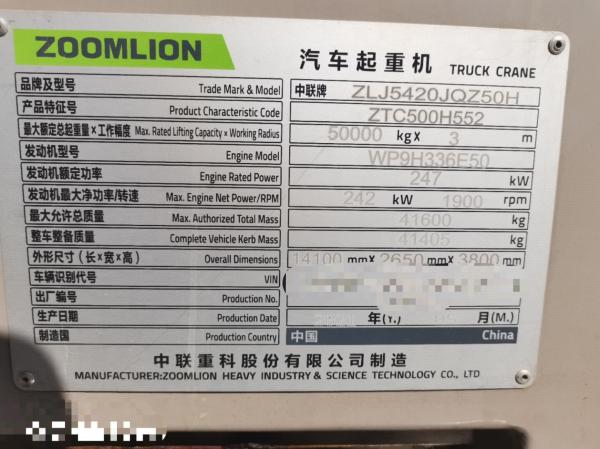 ZOOMLION 汽车起重机 TRUCK CRANE
品牌及型号 Trade Mark & Model 中联牌 ZLJ5420JQZ50H
产品特征号 Product Characteristic Code ZTC500H552
最大额定总起重量×工作幅度 Max. Rated Lifting Capacity × Working Radius 50000 kg X 3 m
发动机型号 Engine Model WP9H336E50
发动机额定功率 Engine Rated Power 247 kW
发动机最大净功率/转速 Max. Engine Net Power/RPM 242 kW 1900 rpm
最大允许总质量 Max. Authorized Total Mass 41600 kg
整车整备质量 Complete Vehicle Kerb Mass 41405 kg
外形尺寸（长×宽×高） Overall Dimensions 14100 mm× 2650 mm× 3800 mm
车辆识别代号 VIN
出厂编号 Production No.
生产日期 Production Date 年(Y.) 月(M.)
制造国 Production Country 中国 China
中联重科股份有限公司制造
MANUFACTURER:ZOOMLION HEAVY INDUSTRY & SCIENCE TECHNOLOGY CO., LTD